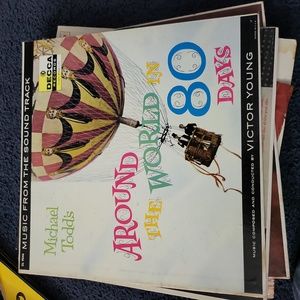 MUSIC FROM THE SOUND TRACK
DECCA
Michael
Todd's
AROUND
THE WORLD IN
80
DAYS
MUSIC COMPOSED AND CONDUCTED BY VICTOR YOUNG